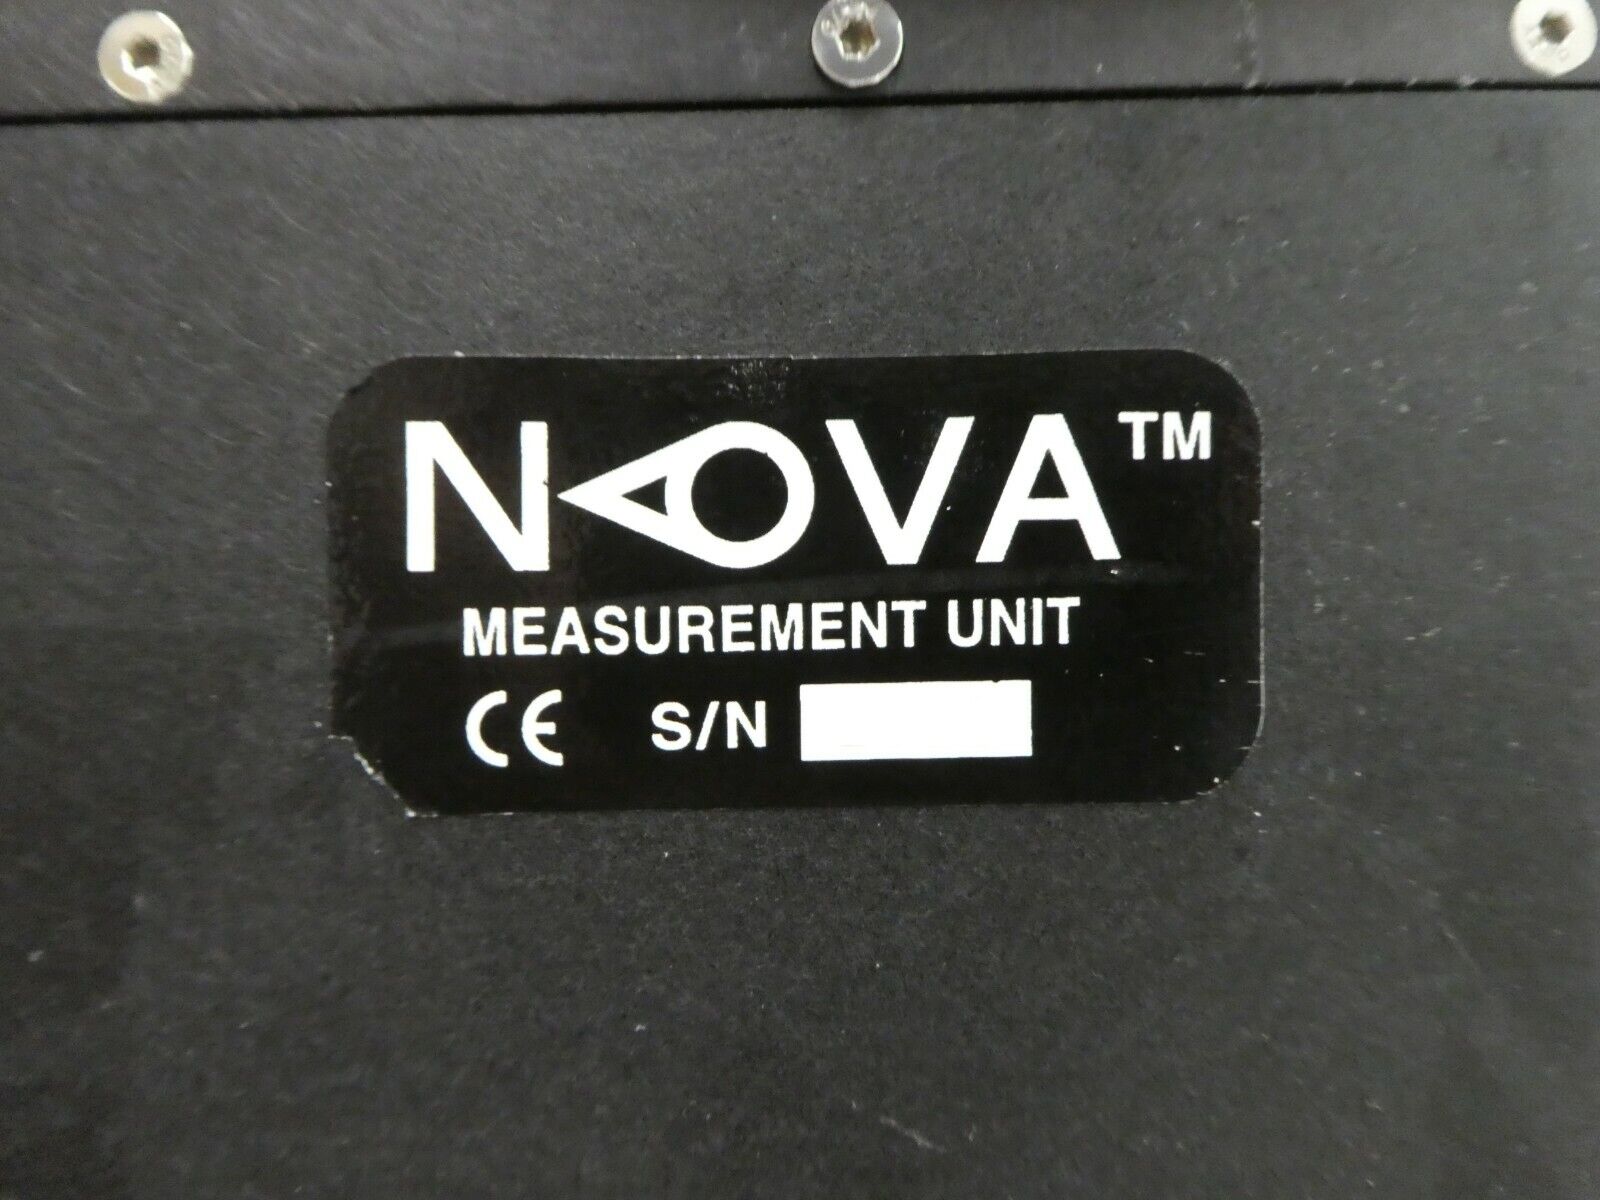 NOVA™
MEASUREMENT UNIT
CE S/N